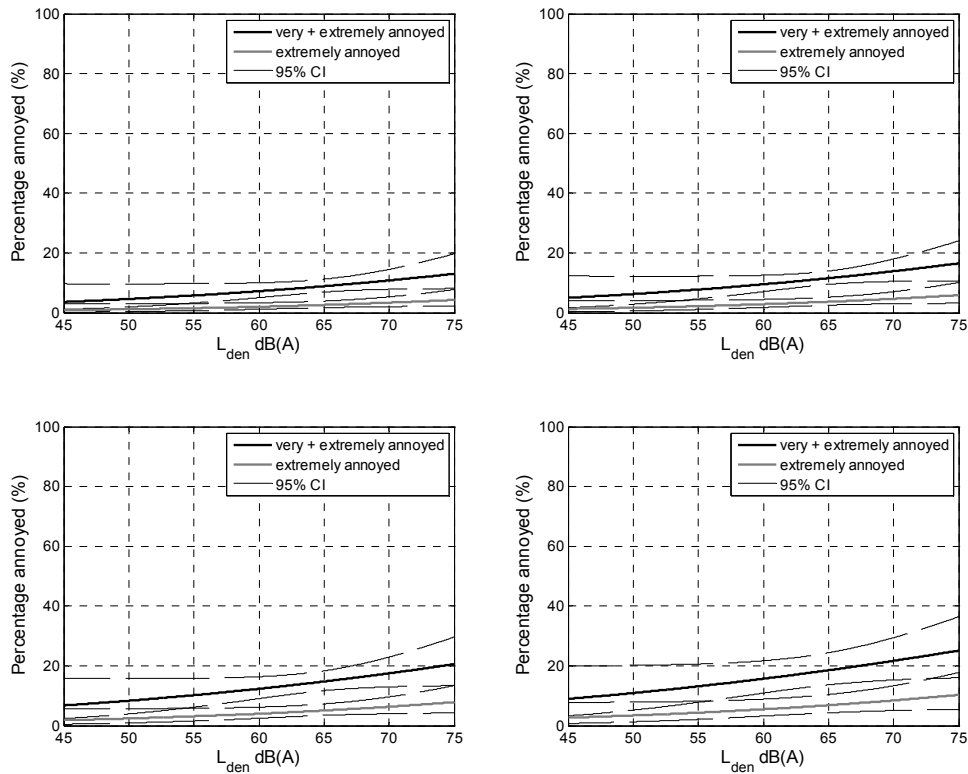 100
80
60
40
20
0
Percentage annoyed (%)
very + extremely annoyed
extremely annoyed
95% CI
45 50 55 60 65 70 75
L_den dB(A)
100
80
60
40
20
0
Percentage annoyed (%)
very + extremely annoyed
extremely annoyed
95% CI
45 50 55 60 65 70 75
L_den dB(A)
100
80
60
40
20
0
Percentage annoyed (%)
very + extremely annoyed
extremely annoyed
95% CI
45 50 55 60 65 70 75
L_den dB(A)
100
80
60
40
20
0
Percentage annoyed (%)
very + extremely annoyed
extremely annoyed
95% CI
45 50 55 60 65 70 75
L_den dB(A)